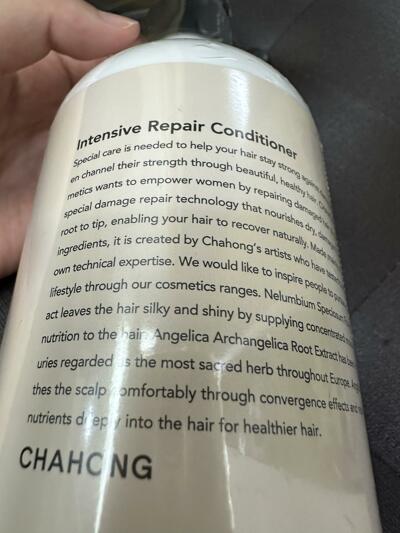 Intensive Repair Conditioner
Special care is needed to help your hair stay strong against
en channel their strength through beautiful, healthy hair.
metics wants to empower women by repairing damaged
special damage repair technology that nourishes dry,
root to tip, enabling your hair to recover naturally. Made
ingredients, it is created by Chahong's artists who have
own technical expertise. We would like to inspire people to
lifestyle through our cosmetics ranges. Nelumbium Speciosum
act leaves the hair silky and shiny by supplying concentrated
nutrition to the hair. Angelica Archangelica Root Extract has
uries regarded as the most sacred herb throughout Europe.
thes the scalp comfortably through convergence effects and
nutrients deeply into the hair for healthier hair.
CHAHONG